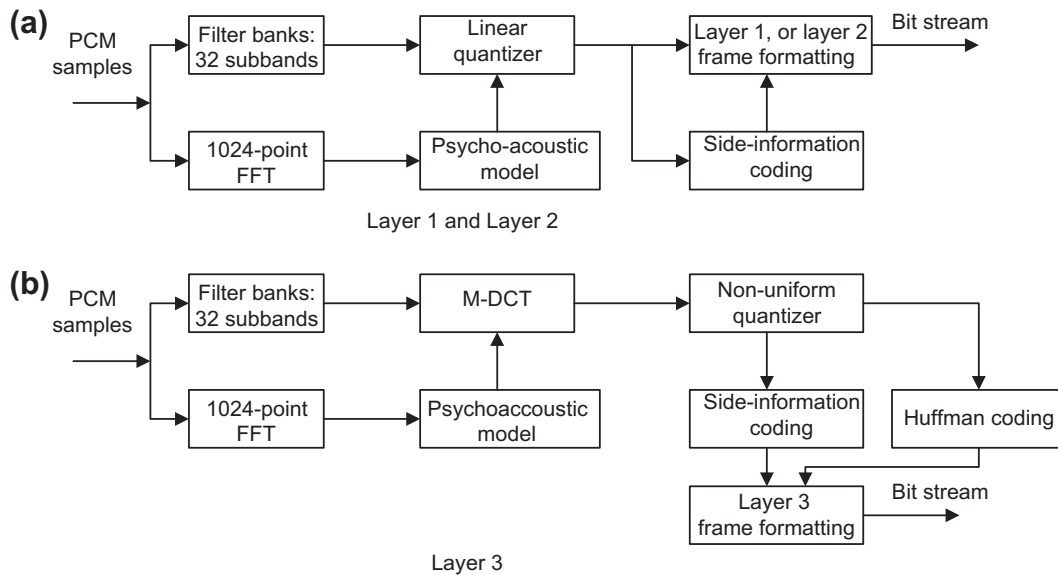 (a)
PCM
samples
Filter banks:
32 subbands
Linear
quantizer
Layer 1, or layer 2
frame formatting
Bit stream
1024-point
FFT
Psycho-acoustic
model
Side-information
coding
Layer 1 and Layer 2
(b)
PCM
samples
Filter banks:
32 subbands
M-DCT
Non-uniform
quantizer
1024-point
FFT
Psychoaccoustic
model
Side-information
coding
Huffman coding
Layer 3
frame formatting
Bit stream
Layer 3